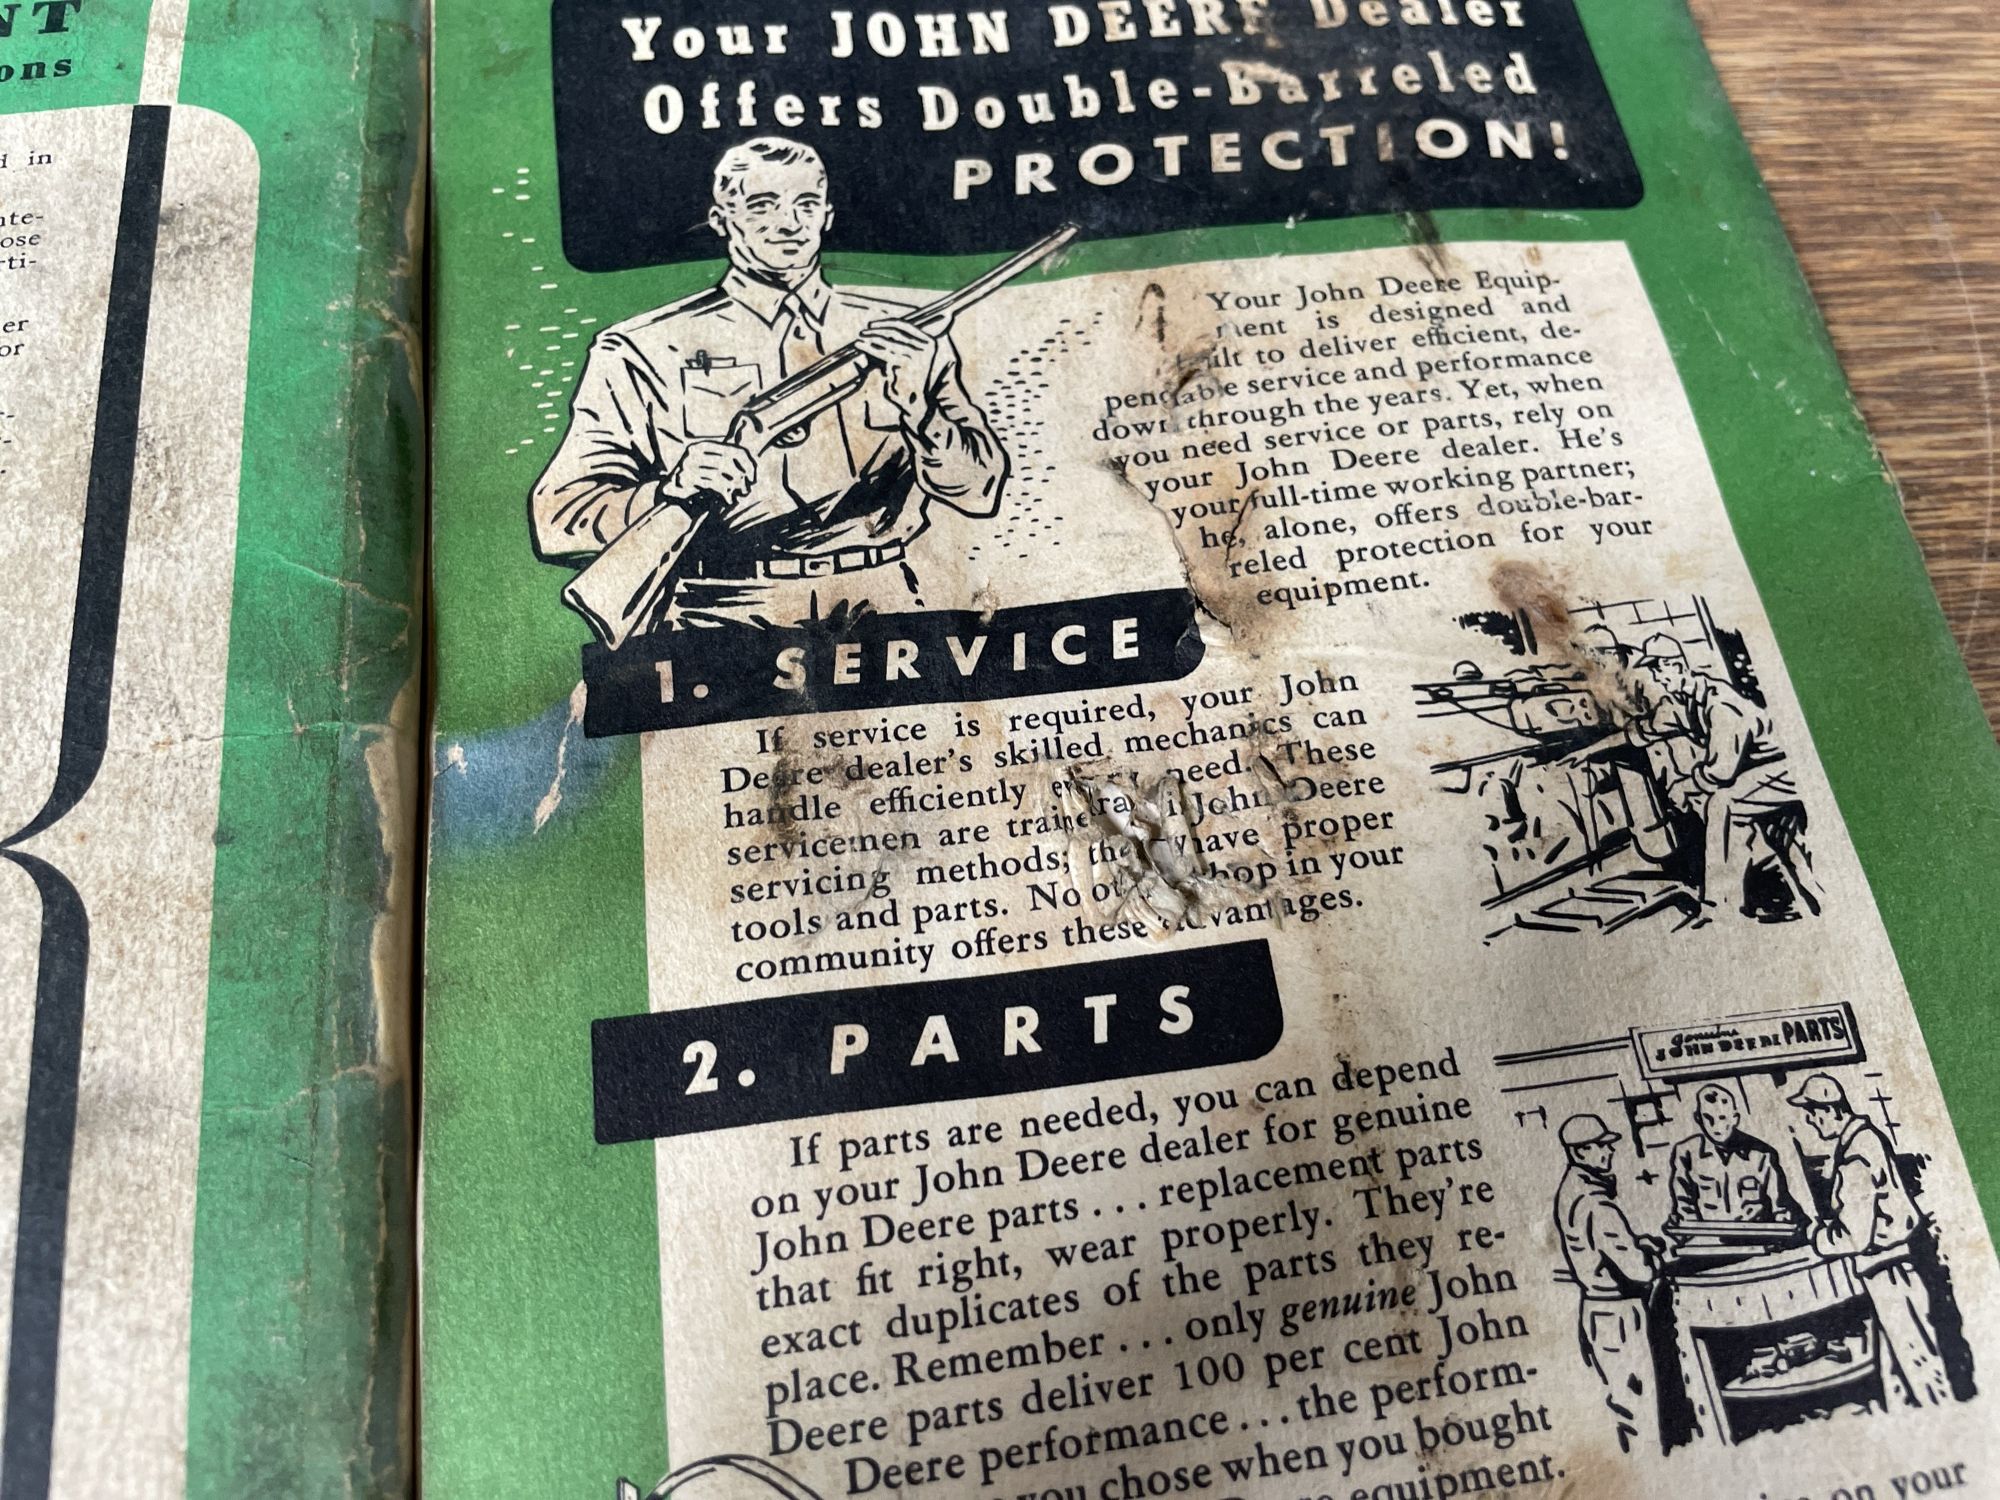 NT
ons
d in
ute-
ose
rti-
er
or
Your JOHN DEERE Dealer
Offers Double-Barreled
PROTECTION!
Your John Deere Equip-
ment is designed and
built to deliver efficient, de-
pendable service and performance
down through the years. Yet, when
you need service or parts, rely on
your John Deere dealer. He's
your full-time working partner;
he, alone, offers double-bar-
reled protection for your
equipment.
1. SERVICE
If service is required, your John
Deere dealer's skilled mechanics can
handle efficiently every need. These
servicemen are trained in John Deere
servicing methods; they have proper
tools and parts. No other shop in your
community offers these advantages.
2. PARTS
genuine
JOHN DEERE PARTS
If parts are needed, you can depend
on your John Deere dealer for genuine
John Deere parts . . . replacement parts
that fit right, wear properly. They're
exact duplicates of the parts they re-
place. Remember . . . only genuine John
Deere parts deliver 100 per cent John
Deere performance . . . the perform-
you chose when you bought
equipment.
on your